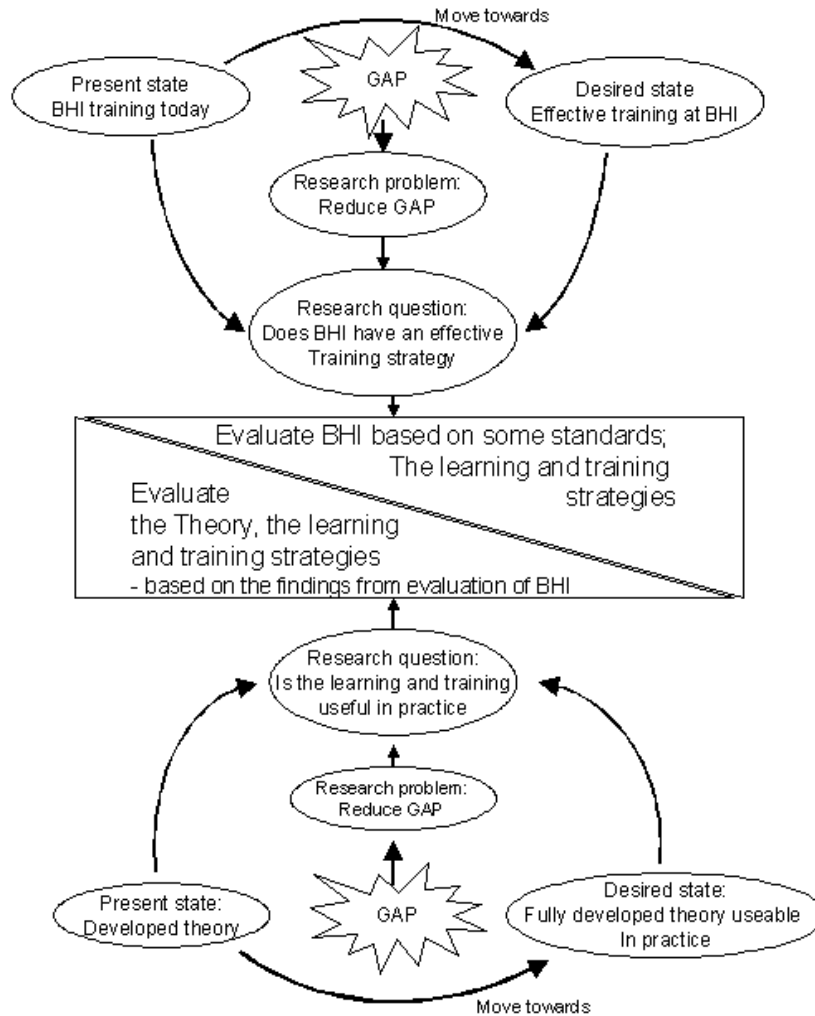 Move towards
GAP
Present state
BHI training today
Desired state
Effective training at BHI
Research problem:
Reduce GAP
Research question:
Does BHI have an effective
Training strategy
Evaluate BHI based on some standards;
The learning and training
strategies
Evaluate
the Theory, the learning
and training strategies
- based on the findings from evaluation of BHI
Research question:
Is the learning and training
useful in practice
Research problem:
Reduce GAP
Present state:
Developed theory
GAP
Desired state:
Fully developed theory useable
In practice
Move towards